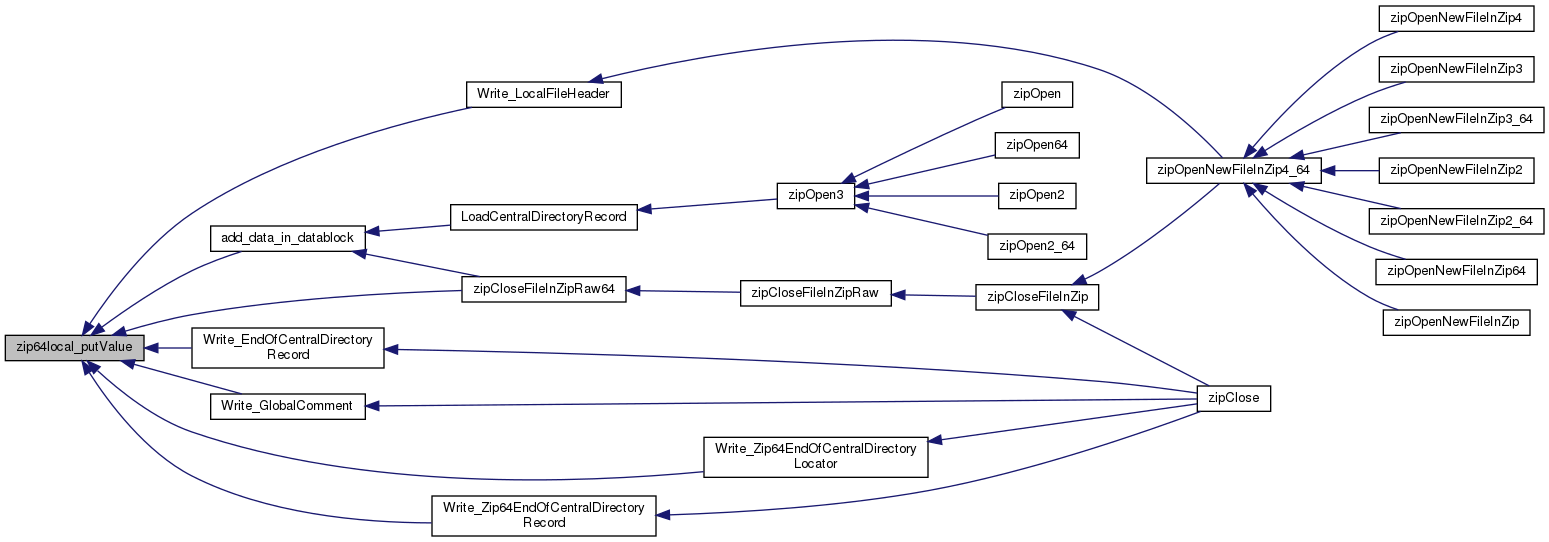 zipOpenNewFileInZip4
zipOpenNewFileInZip3
Write_LocalFileHeader
zipOpen
zipOpenNewFileInZip3_64
zipOpen64
zipOpenNewFileInZip4_64
zipOpenNewFileInZip2
zipOpen3
zipOpen2
LoadCentralDirectoryRecord
zipOpenNewFileInZip2_64
add_data_in_datablock
zipOpen2_64
zipOpenNewFileInZip64
zipCloseFileInZipRaw64
zipCloseFileInZipRaw
zipCloseFileInZip
zipOpenNewFileInZip
zip64local_putValue
Write_EndOfCentralDirectory
Record
Write_GlobalComment
zipClose
Write_Zip64EndOfCentralDirectory
Locator
Write_Zip64EndOfCentralDirectory
Record